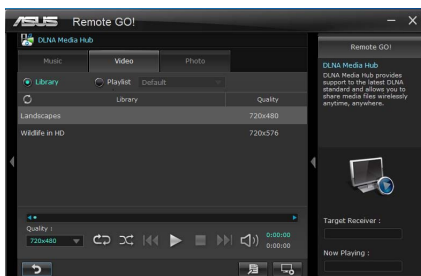 ASUS Remote GO!
DLNA Media Hub
Music Video Photo
Library Playlist Default
Library Quality
Landscapes 720x480
Wildlife in HD 720x576
Quality :
720x480
0:00:00
0:00:00
Remote GO!
DLNA Media Hub
DLNA Media Hub provides
support to the latest DLNA
standard and allows you to
share media files wirelessly
anytime, anywhere.
Target Receiver :
Now Playing :